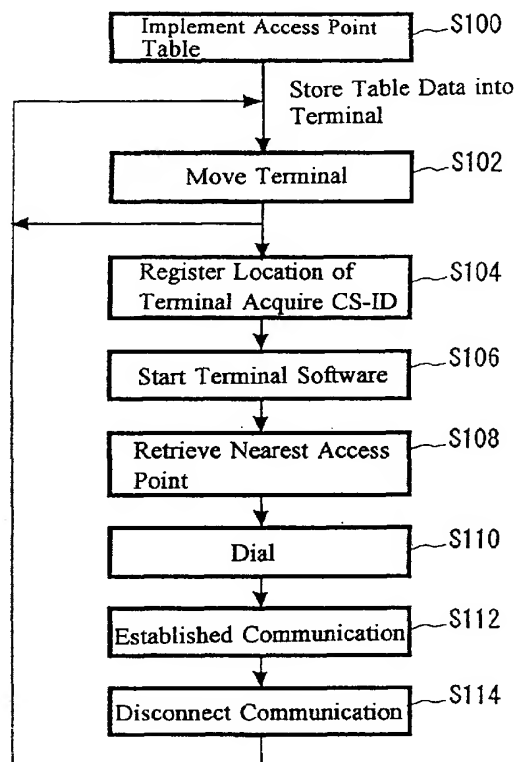 Implement Access Point
Table
S100
Store Table Data into
Terminal
Move Terminal
S102
Register Location of
Terminal Acquire CS-ID
S104
Start Terminal Software
S106
Retrieve Nearest Access
Point
S108
Dial
S110
Established Communication
S112
Disconnect Communication
S114